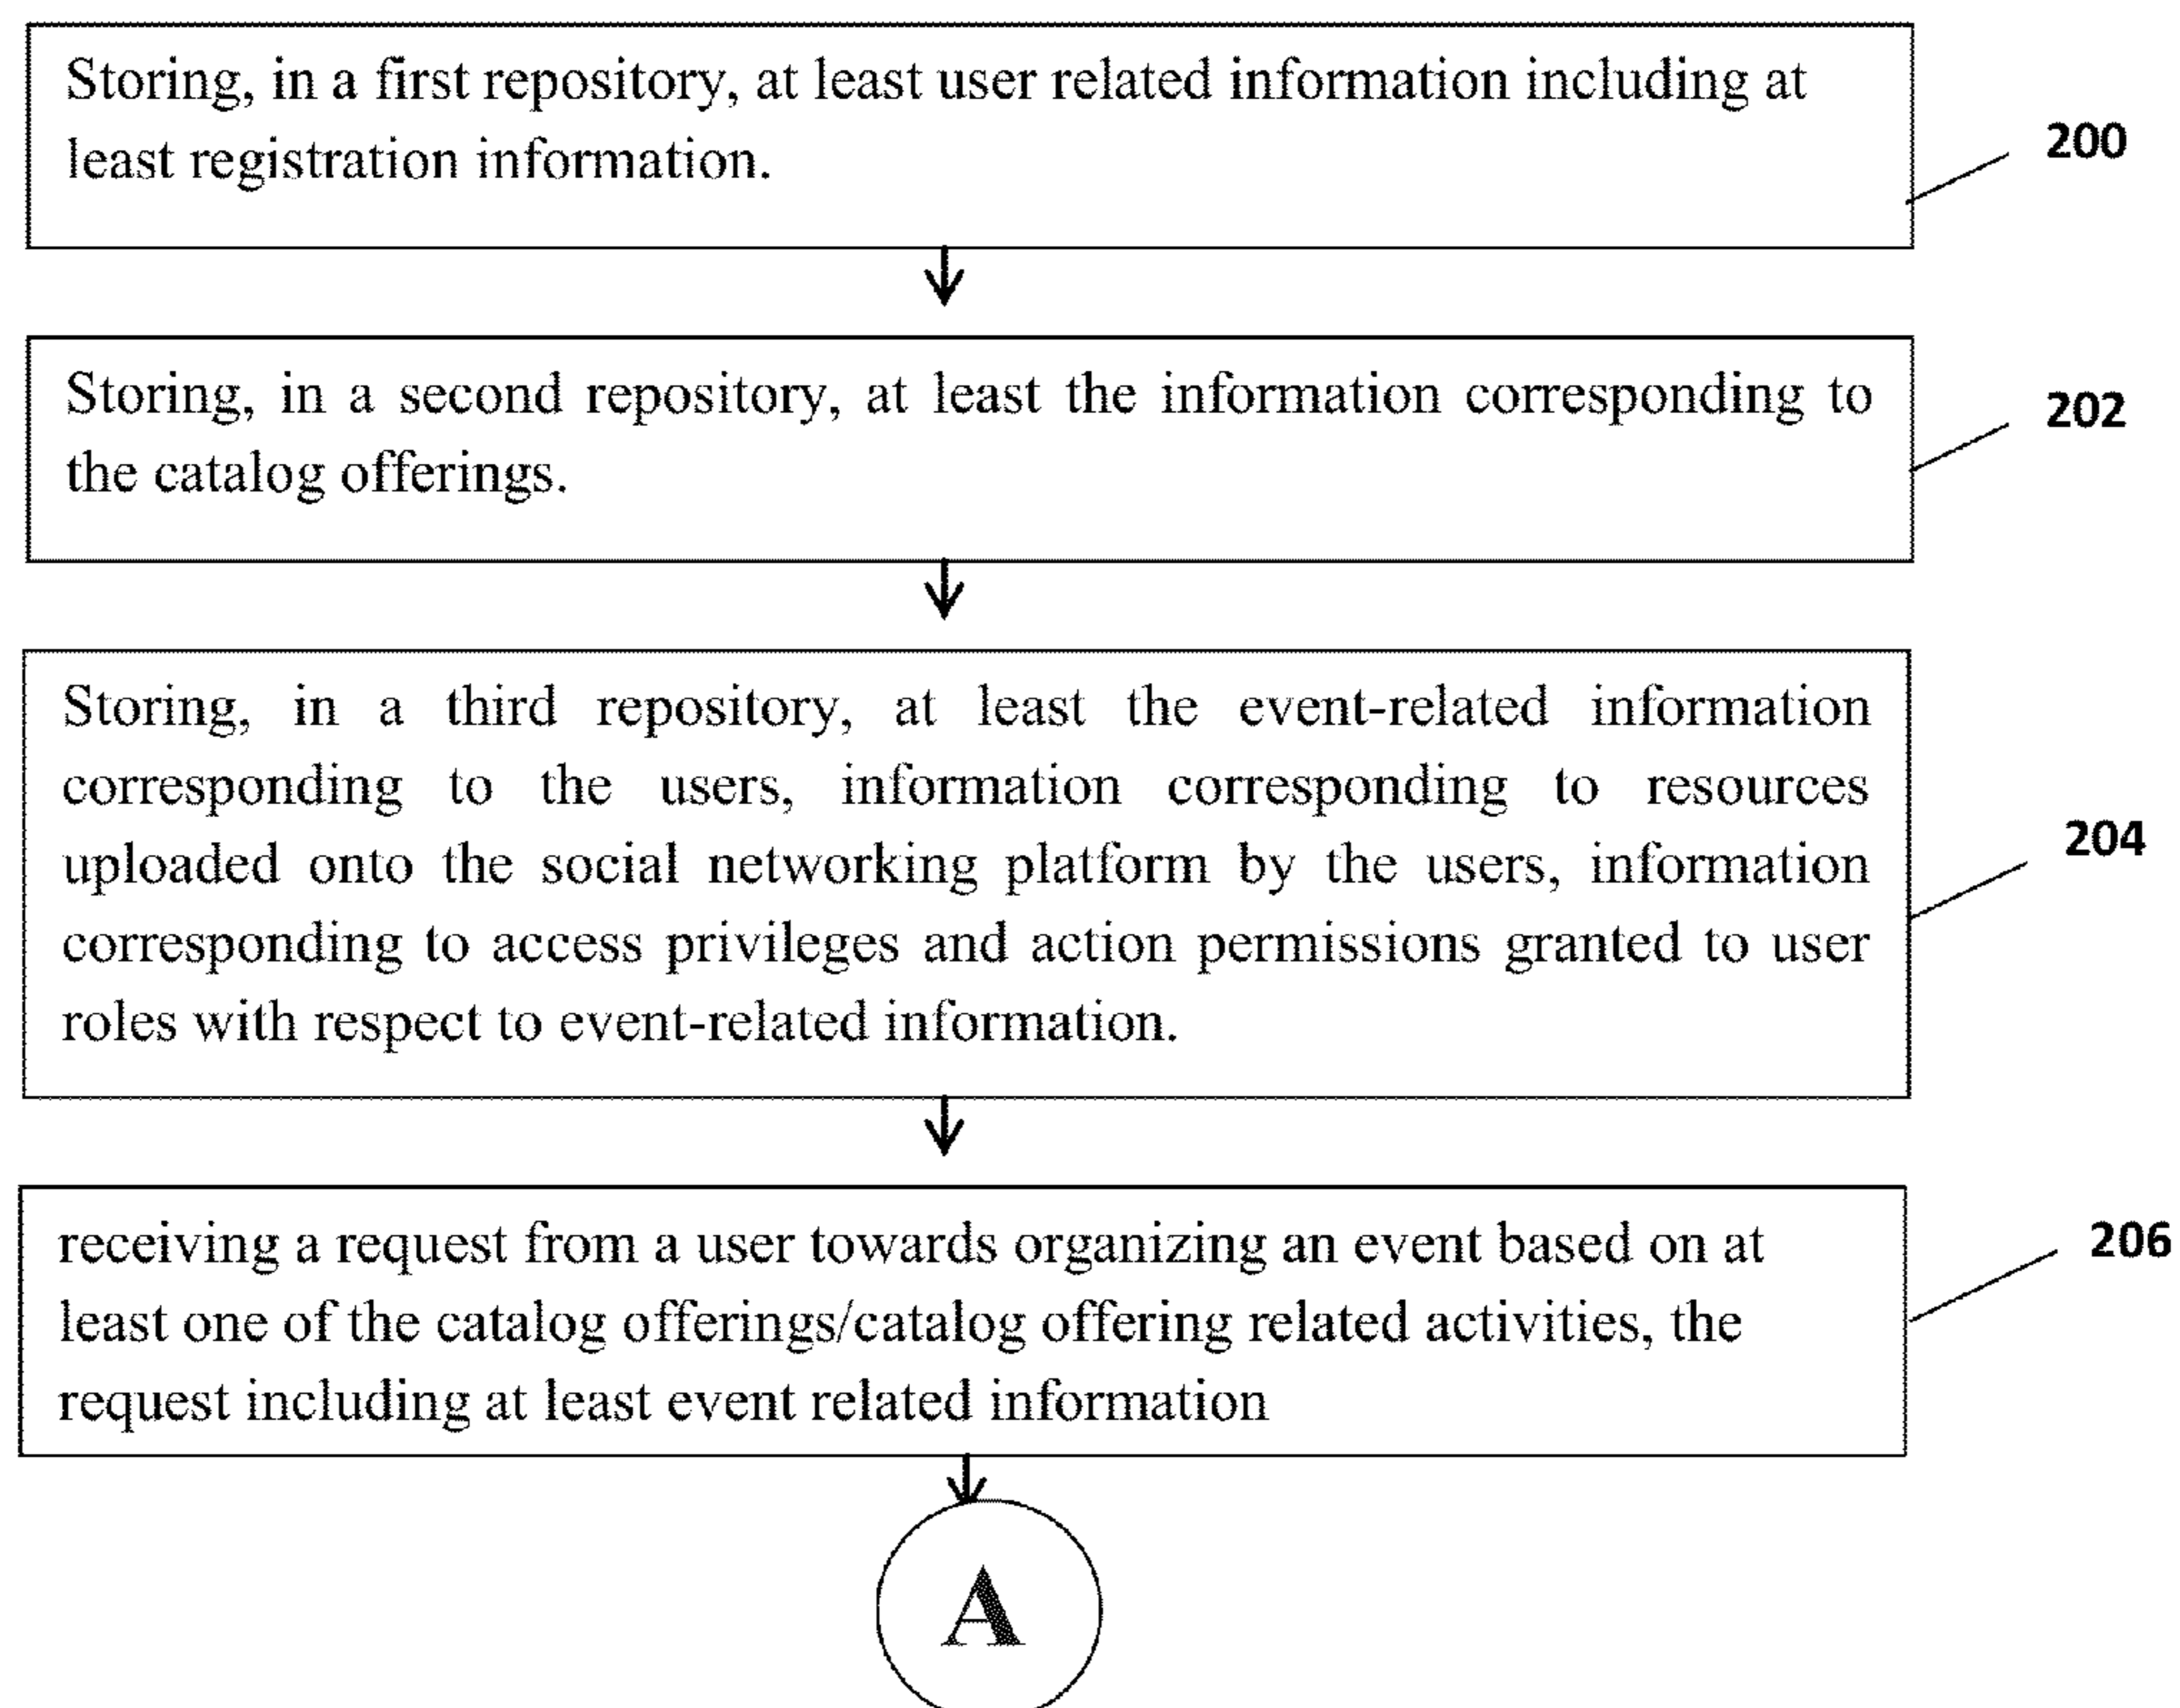 Storing, in a first repository, at least user related information including at
least registration information.
200
Storing, in a second repository, at least the information corresponding to
the catalog offerings.
202
Storing, in a third repository, at least the event-related information
corresponding to the users, information corresponding to resources
uploaded onto the social networking platform by the users, information
corresponding to access privileges and action permissions granted to user
roles with respect to event-related information.
204
receiving a request from a user towards organizing an event based on at
least one of the catalog offerings/catalog offering related activities, the
request including at least event related information
206
A